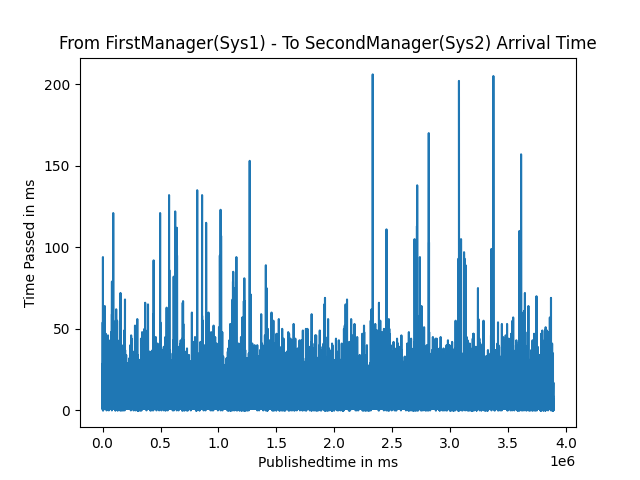 From FirstManager(Sys1) - To SecondManager(Sys2) Arrival Time
200
150
100
50
0
Time Passed in ms
0.0 0.5 1.0 1.5 2.0 2.5 3.0 3.5 4.0
1e6
Publishedtime in ms